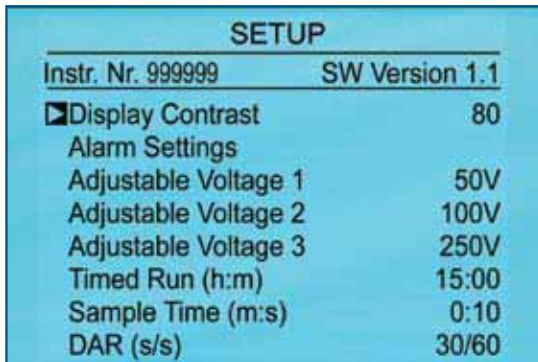 SETUP
Instr. Nr. 999999 SW Version 1.1
Display Contrast 80
Alarm Settings
Adjustable Voltage 1 50V
Adjustable Voltage 2 100V
Adjustable Voltage 3 250V
Timed Run (h:m) 15:00
Sample Time (m:s) 0:10
DAR (s/s) 30/60